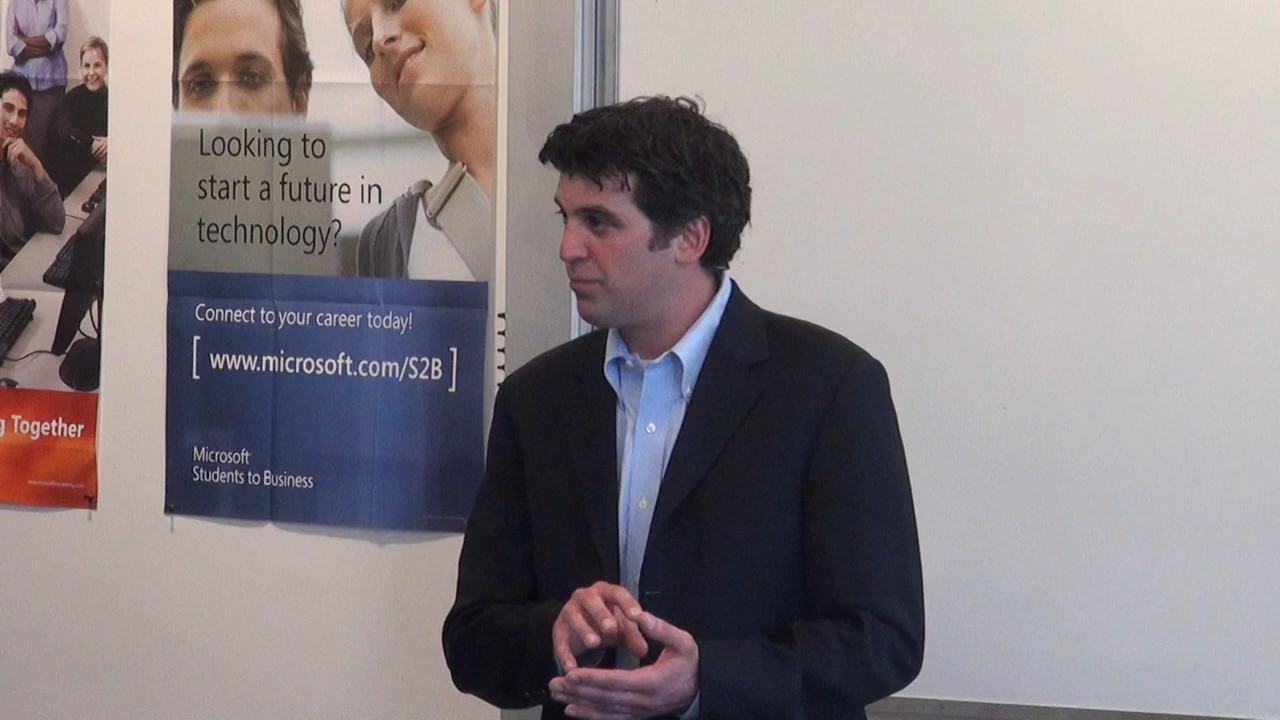 Looking to
start a future in
technology?
Connect to your career today!
[ www.microsoft.com/S2B ]
Microsoft
Students to Business
g Together